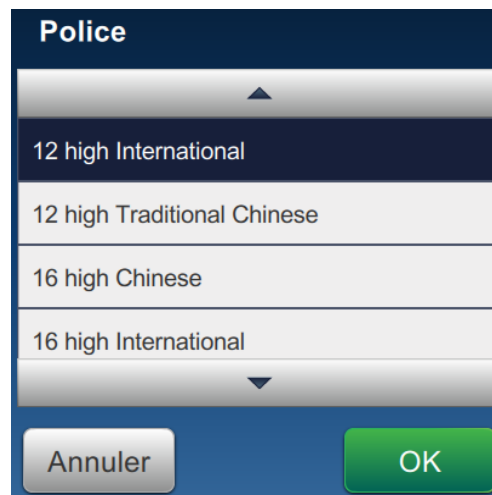 Police
12 high International
12 high Traditional Chinese
16 high Chinese
16 high International
Annuler
OK